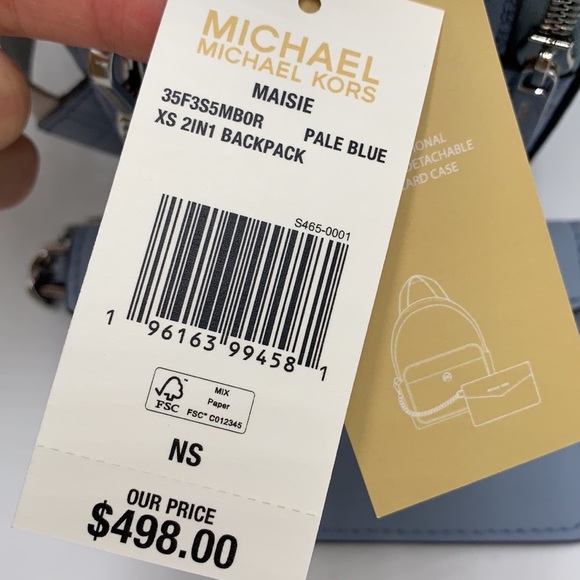 MICHAEL
MICHAEL KORS
MAISIE
35F3S5MB0R PALE BLUE
XS 2IN1 BACKPACK
S465-0001
1 96163 99458 1
FSC
MIX
Paper
FSC® C012345
NS
OUR PRICE
$498.00
DETACHABLE
CARD CASE